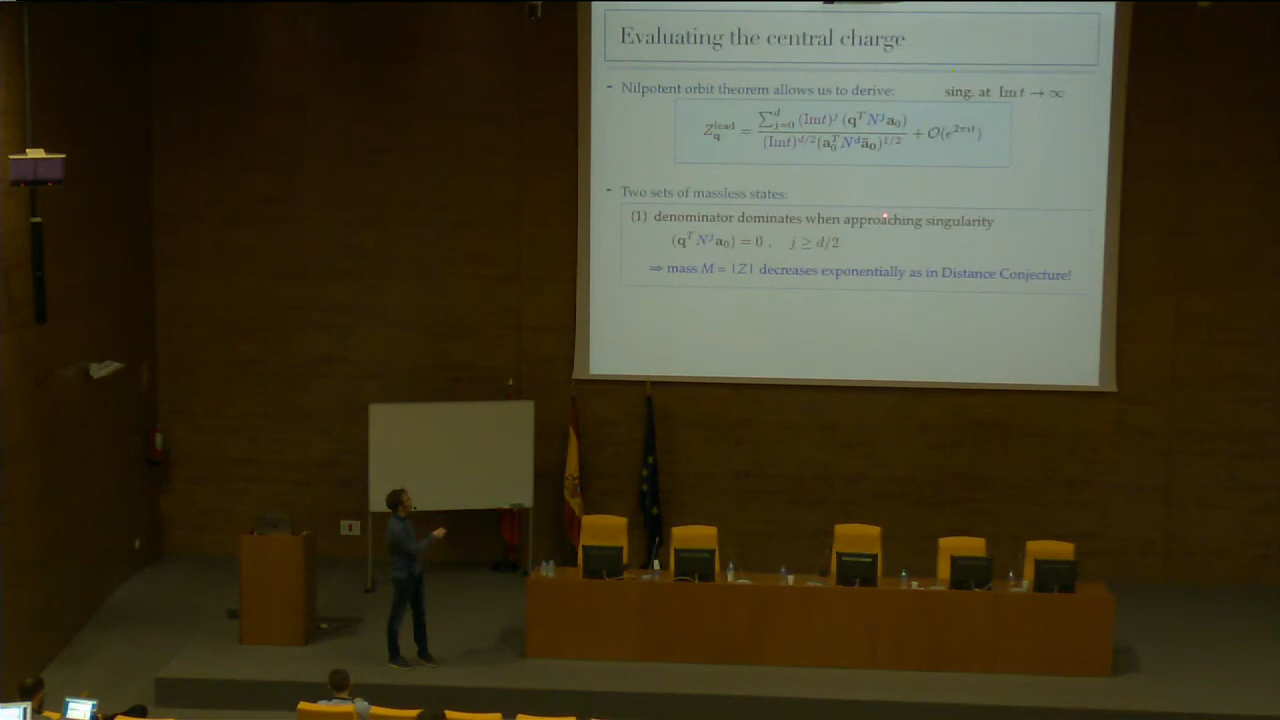 Evaluating the central charge
- Nilpotent orbit theorem allows us to derive: sing. at Im t → ∞
Z_q^lead = ∑_{j=0}^d (Im t)^j (q^T N^j a_0) / (Im t)^{d/2} (a_0^T N^d ā_0)^{1/2} + O(e^{2πit})
- Two sets of massless states:
(1) denominator dominates when approaching singularity
(q^T N^j a_0) = 0 , j ≥ d/2
⇒ mass M = |Z| decreases exponentially as in Distance Conjecture!